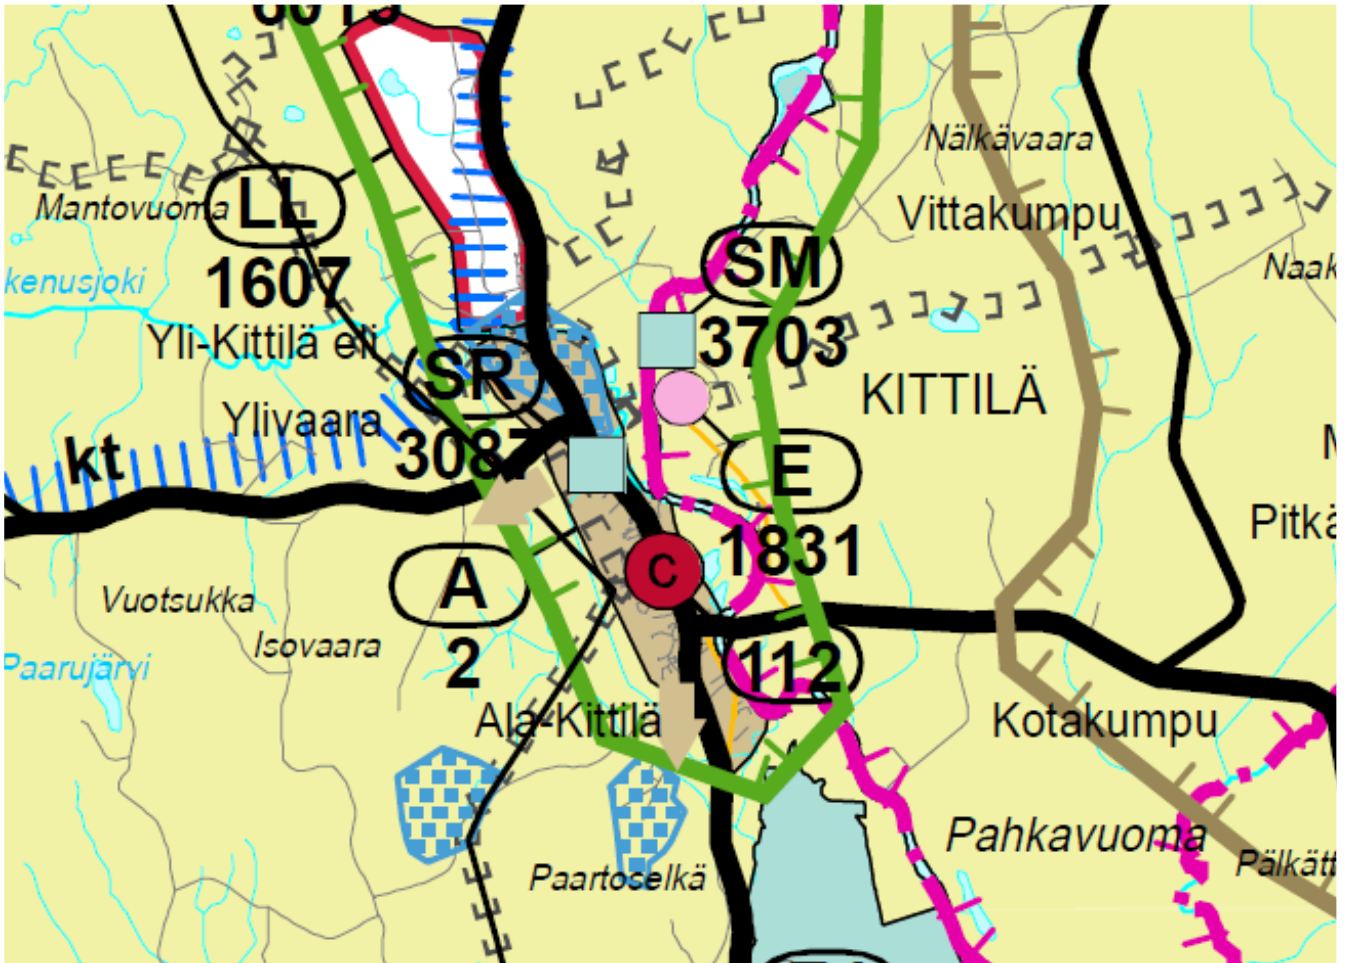 Nälkävaara
Mantovuoma
LL
Vittakumpu
SM
1607
kenusjoki
Naak
Yli-Kittilä eli
3703
SR
KITTILÄ
Ylivaara
kt
3087
E
Pitkä
1831
C
A
Vuotsukka
Isovaara
2
112
Paarujärvi
Ala-Kittilä
Kotakumpu
Pahkavuoma
Paartoselkä
Pälkätt